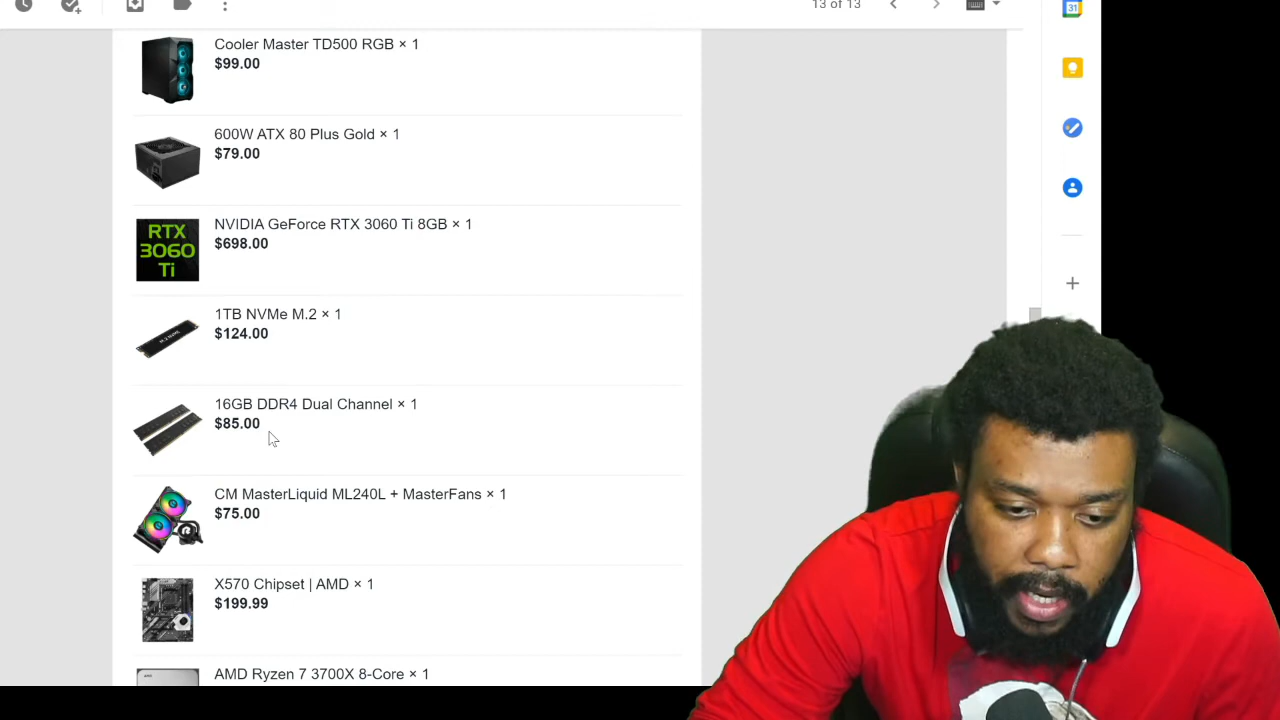 13 of 13
31
Cooler Master TD500 RGB × 1
$99.00
600W ATX 80 Plus Gold × 1
$79.00
RTX
3060
Ti
NVIDIA GeForce RTX 3060 Ti 8GB × 1
$698.00
M.2 NVME
1TB NVMe M.2 × 1
$124.00
16GB DDR4 Dual Channel × 1
$85.00
CM MasterLiquid ML240L + MasterFans × 1
$75.00
X570 Chipset | AMD × 1
$199.99
AMD Ryzen 7 3700X 8-Core × 1